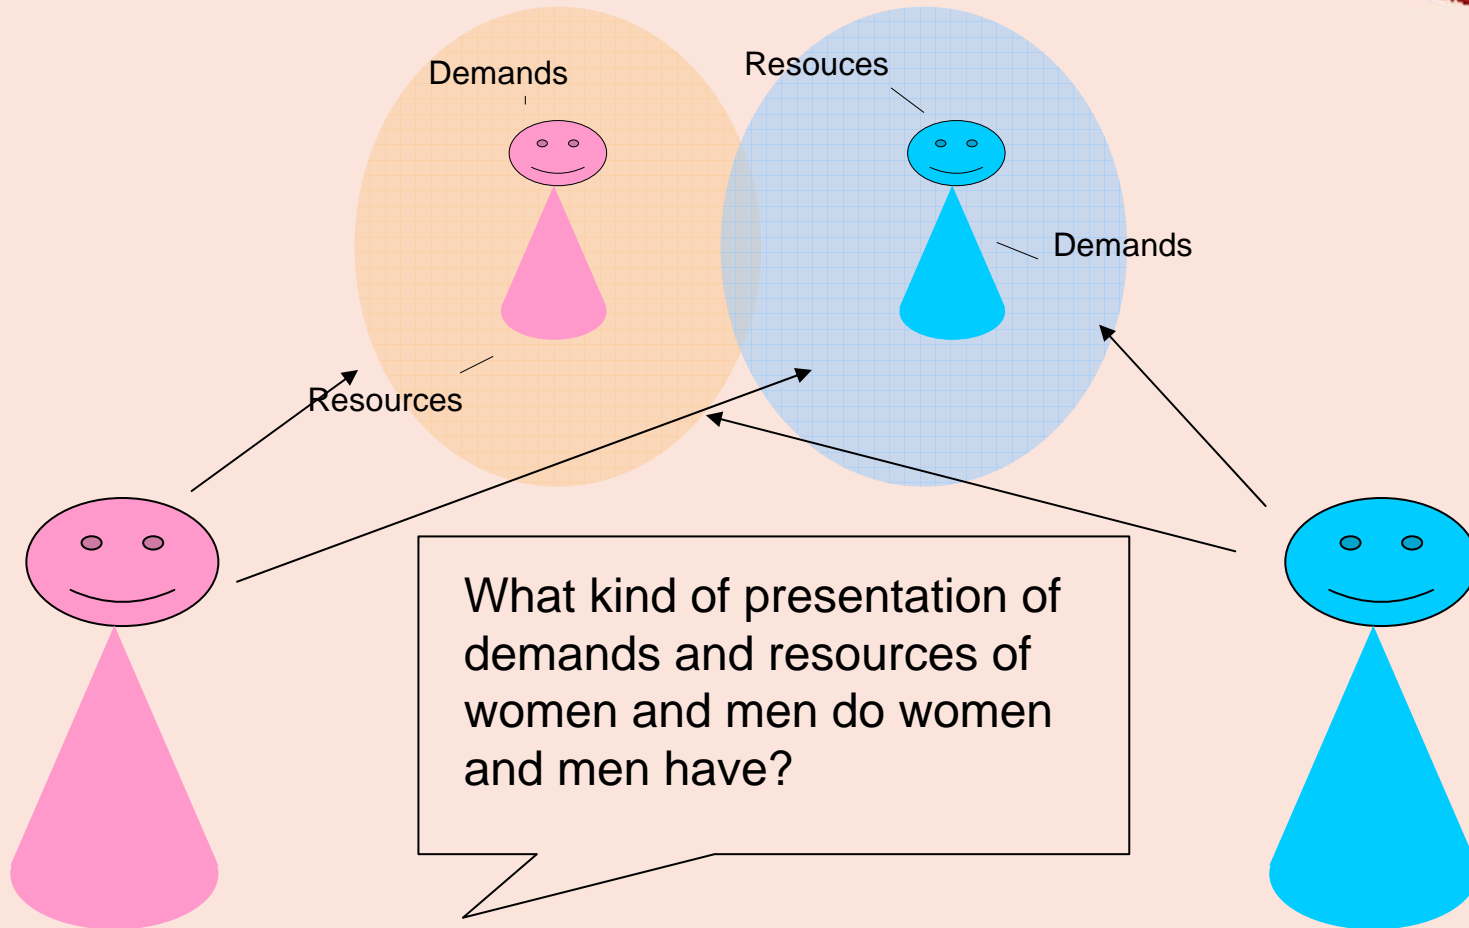 Demands
Resouces
Demands
Resources
What kind of presentation of
demands and resources of
women and men do women
and men have?